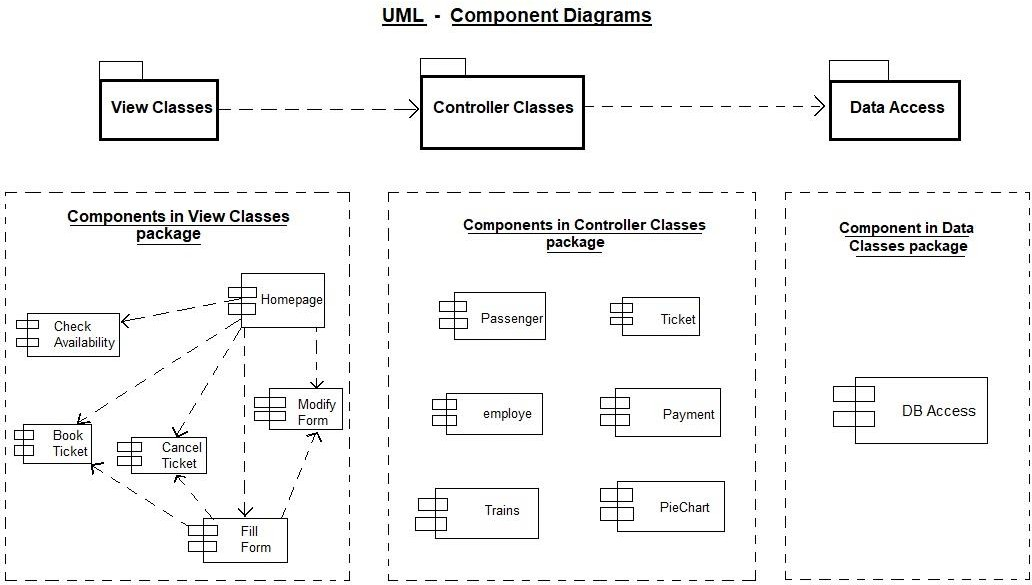 UML - Component Diagrams
View Classes
Controller Classes
Data Access
Components in View Classes
package
Homepage
Check
Availability
Modify
Form
Book
Ticket
Cancel
Ticket
Fill
Form
Components in Controller Classes
package
Passenger
Ticket
employe
Payment
Trains
PieChart
Component in Data
Classes package
DB Access